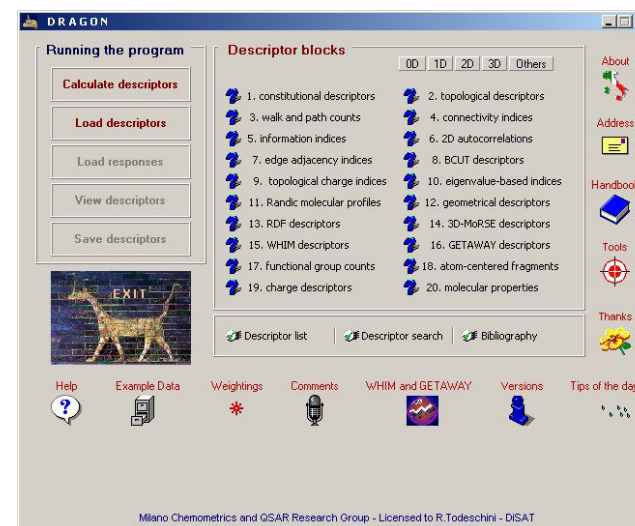 DRAGON
Running the program
Calculate descriptors
Load descriptors
Load responses
View descriptors
Save descriptors
EXIT
Descriptor blocks
0D 1D 2D 3D Others
1. constitutional descriptors
2. topological descriptors
3. walk and path counts
4. connectivity indices
5. information indices
6. 2D autocorrelations
7. edge adjacency indices
8. BCUT descriptors
9. topological charge indices
10. eigenvalue-based indices
11. Randic molecular profiles
12. geometrical descriptors
13. RDF descriptors
14. 3D-MoRSE descriptors
15. WHIM descriptors
16. GETAWAY descriptors
17. functional group counts
18. atom-centered fragments
19. charge descriptors
20. molecular properties
Descriptor list
Descriptor search
Bibliography
About
Address
Handboo
Tools
Thanks
Help
Example Data
Weightings
Comments
WHIM and GETAWAY
Versions
Tips of the da
Milano Chemometrics and QSAR Research Group - Licensed to R.Todeschini - DiSAT